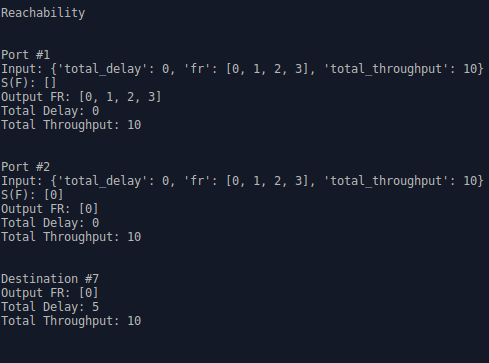 Reachability
Port #1
Input: {'total_delay': 0, 'fr': [0, 1, 2, 3], 'total_throughput': 10}
S(F): []
Output FR: [0, 1, 2, 3]
Total Delay: 0
Total Throughput: 10
Port #2
Input: {'total_delay': 0, 'fr': [0, 1, 2, 3], 'total_throughput': 10}
S(F): [0]
Output FR: [0]
Total Delay: 0
Total Throughput: 10
Destination #7
Output FR: [0]
Total Delay: 5
Total Throughput: 10